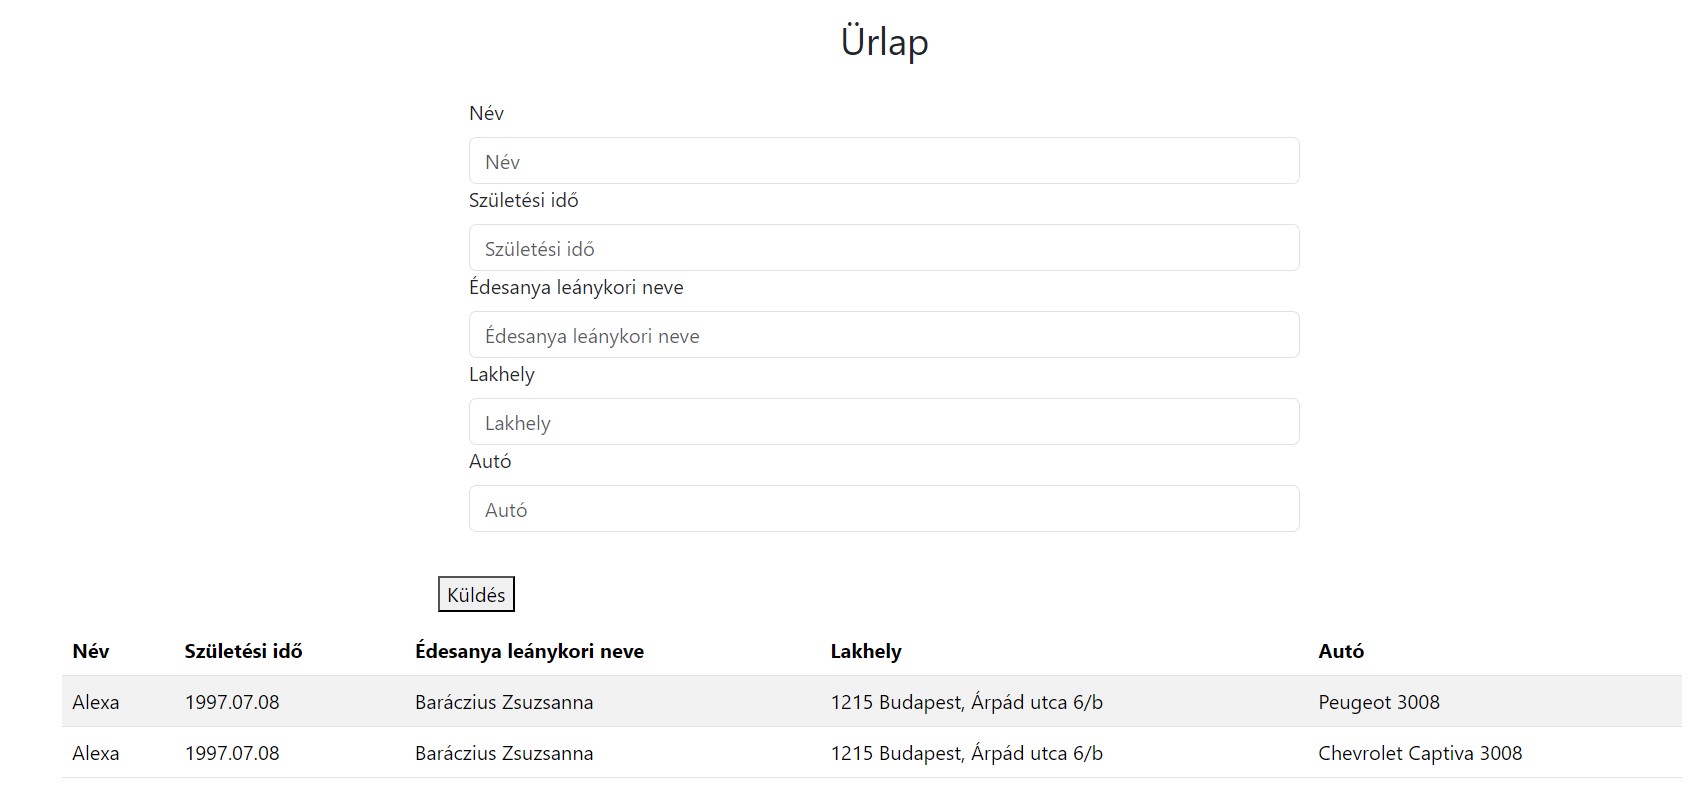 Ürlap
Név
Név
Születési idő
Születési idő
Édesanya leánykori neve
Édesanya leánykori neve
Lakhely
Lakhely
Autó
Autó
Küldés
Név Születési idő Édesanya leánykori neve Lakhely Autó
Alexa 1997.07.08 Baráczius Zsuzsanna 1215 Budapest, Árpád utca 6/b Peugeot 3008
Alexa 1997.07.08 Baráczius Zsuzsanna 1215 Budapest, Árpád utca 6/b Chevrolet Captiva 3008